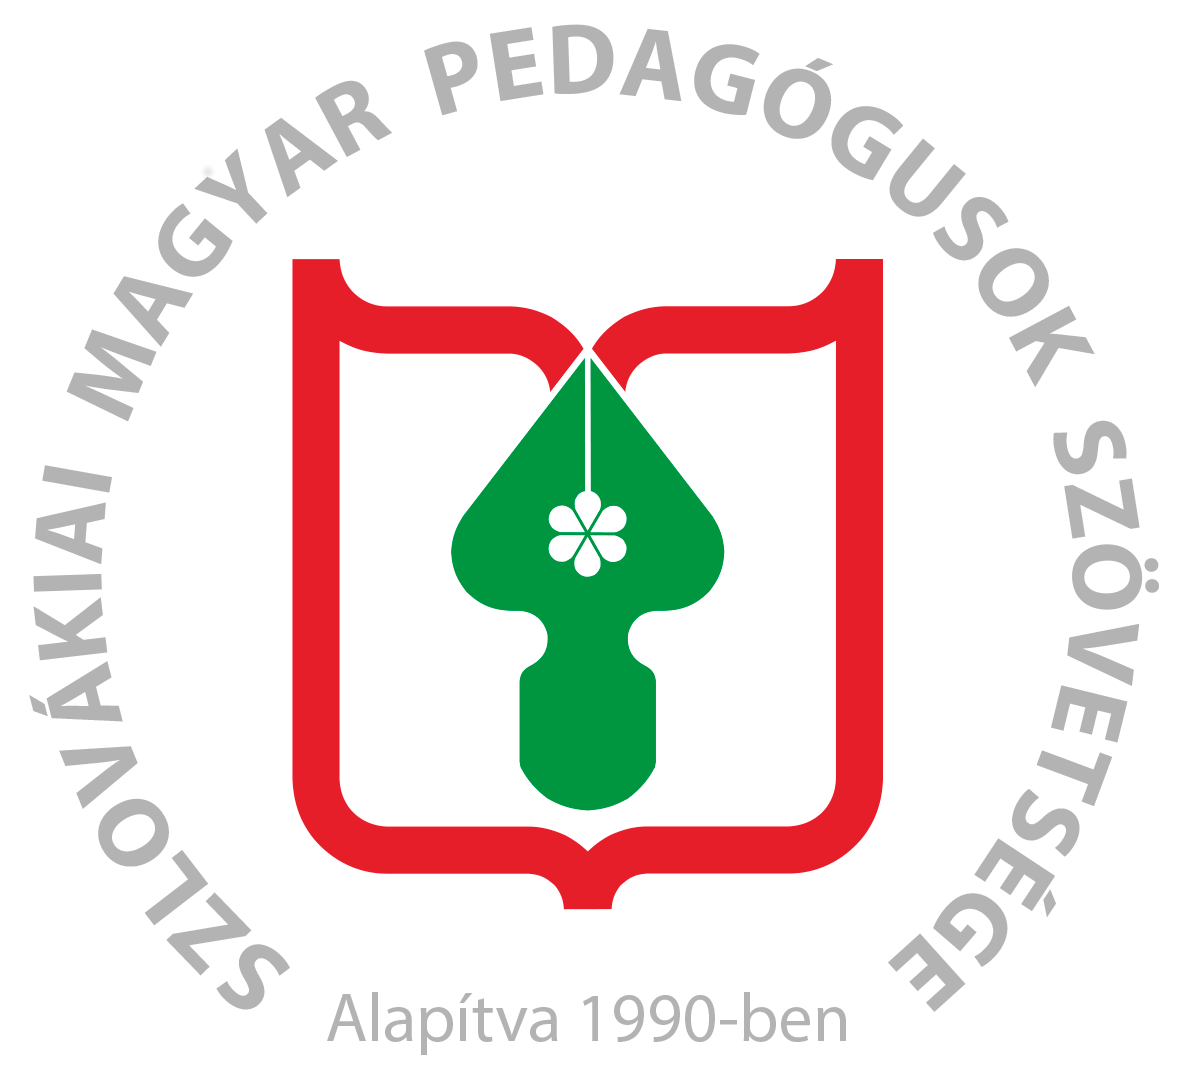 SZLOVÁKIAI MAGYAR PEDAGÓGUSOK SZÖVETSÉGE
Alapítva 1990-ben